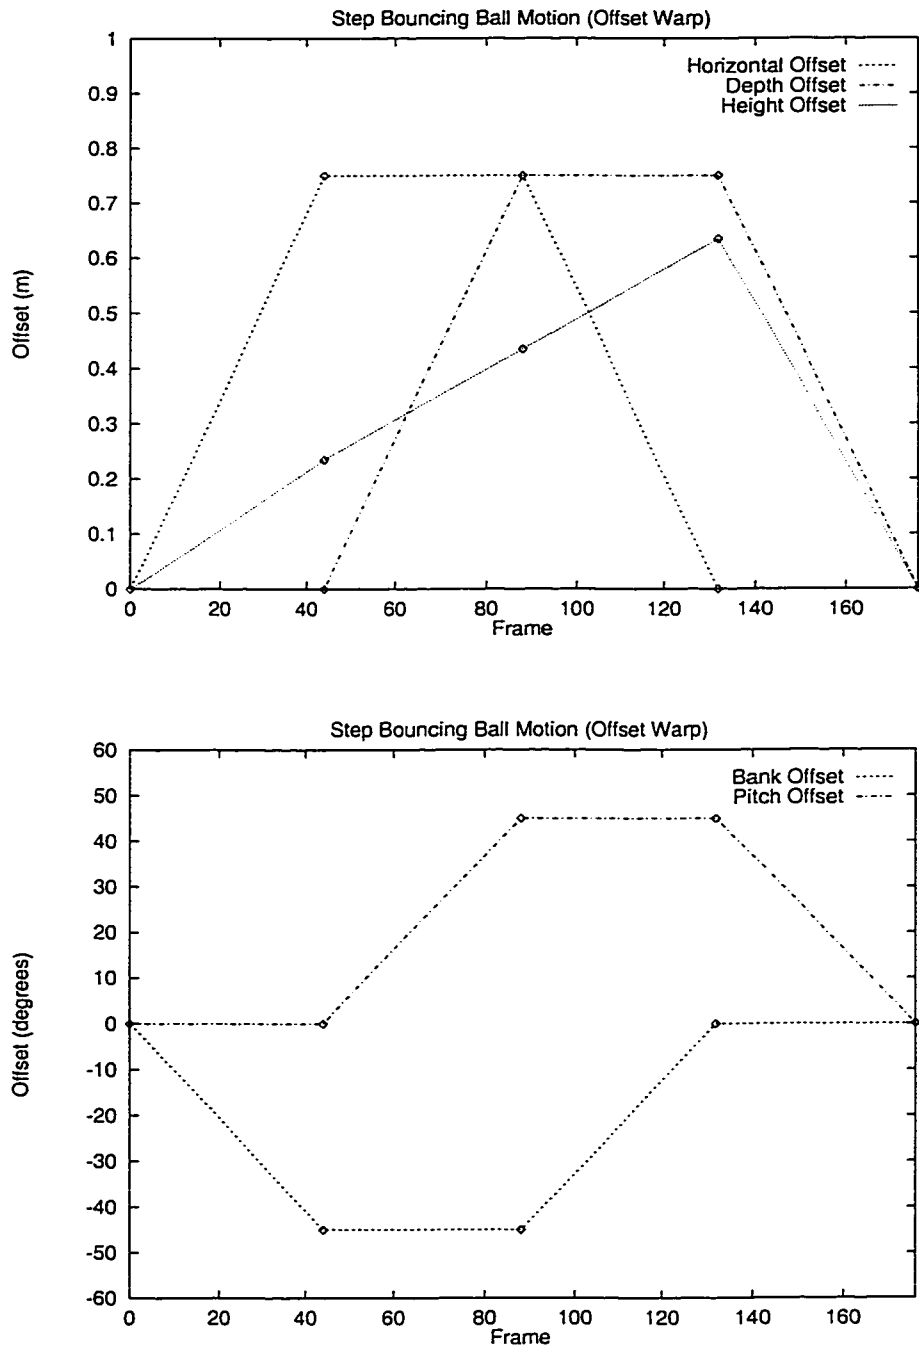 Step Bouncing Ball Motion (Offset Warp)
1
0.9
0.8
0.7
0.6
0.5
0.4
0.3
0.2
0.1
0
Offset (m)
Horizontal Offset
Depth Offset
Height Offset
0 20 40 60 80 100 120 140 160
Frame
Step Bouncing Ball Motion (Offset Warp)
60
50
40
30
20
10
0
-10
-20
-30
-40
-50
-60
Offset (degrees)
Bank Offset
Pitch Offset
0 20 40 60 80 100 120 140 160
Frame